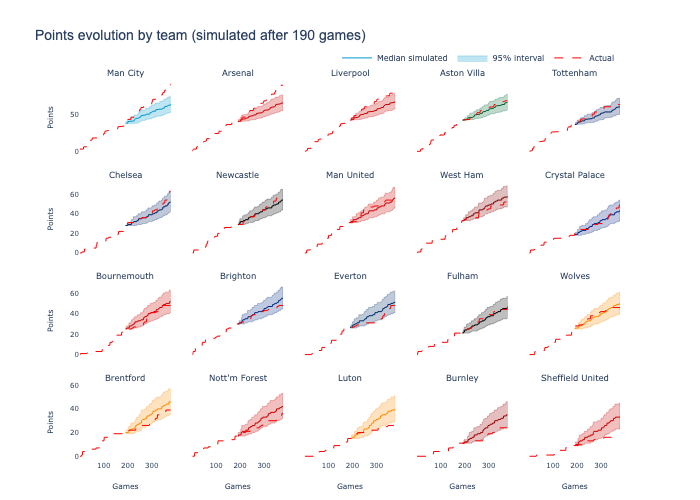 Points evolution by team (simulated after 190 games)
Median simulated 95% interval Actual
Man City Arsenal Liverpool Aston Villa Tottenham
50
0
Points
Chelsea Newcastle Man United West Ham Crystal Palace
60
40
20
0
Points
Bournemouth Brighton Everton Fulham Wolves
60
40
20
0
Points
Brentford Nott'm Forest Luton Burnley Sheffield United
60
40
20
0
Points
100 200 300 100 200 300 100 200 300 100 200 300 100 200 300
Games Games Games Games Games